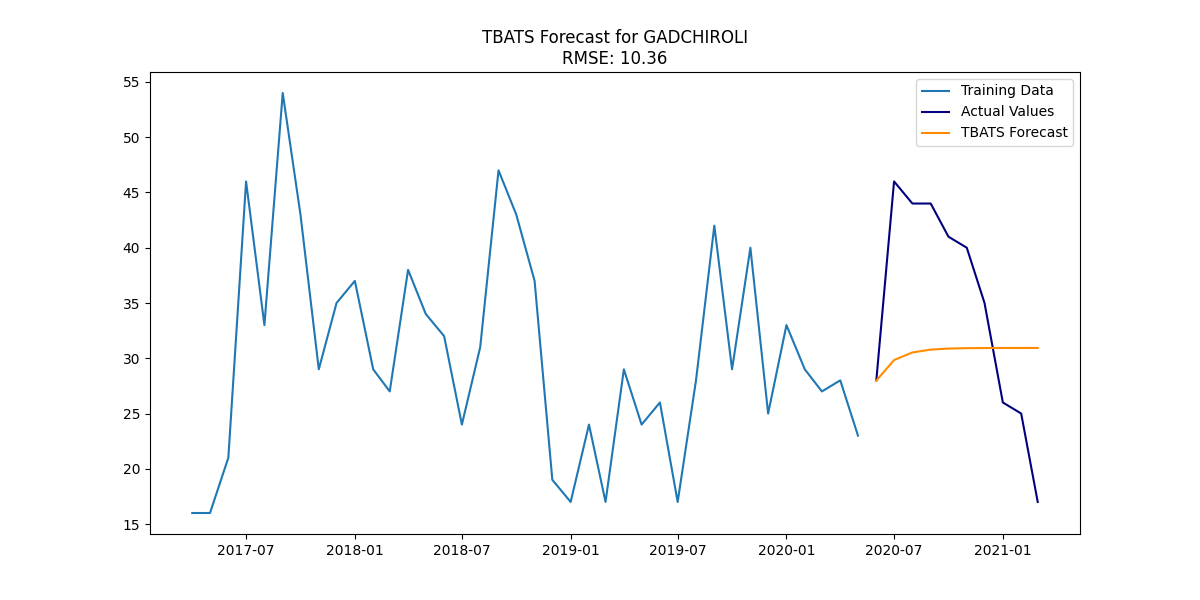 TBATS Forecast for GADCHIROLI
RMSE: 10.36
Training Data
Actual Values
TBATS Forecast
55
50
45
40
35
30
25
20
15
2017-07 2018-01 2018-07 2019-01 2019-07 2020-01 2020-07 2021-01